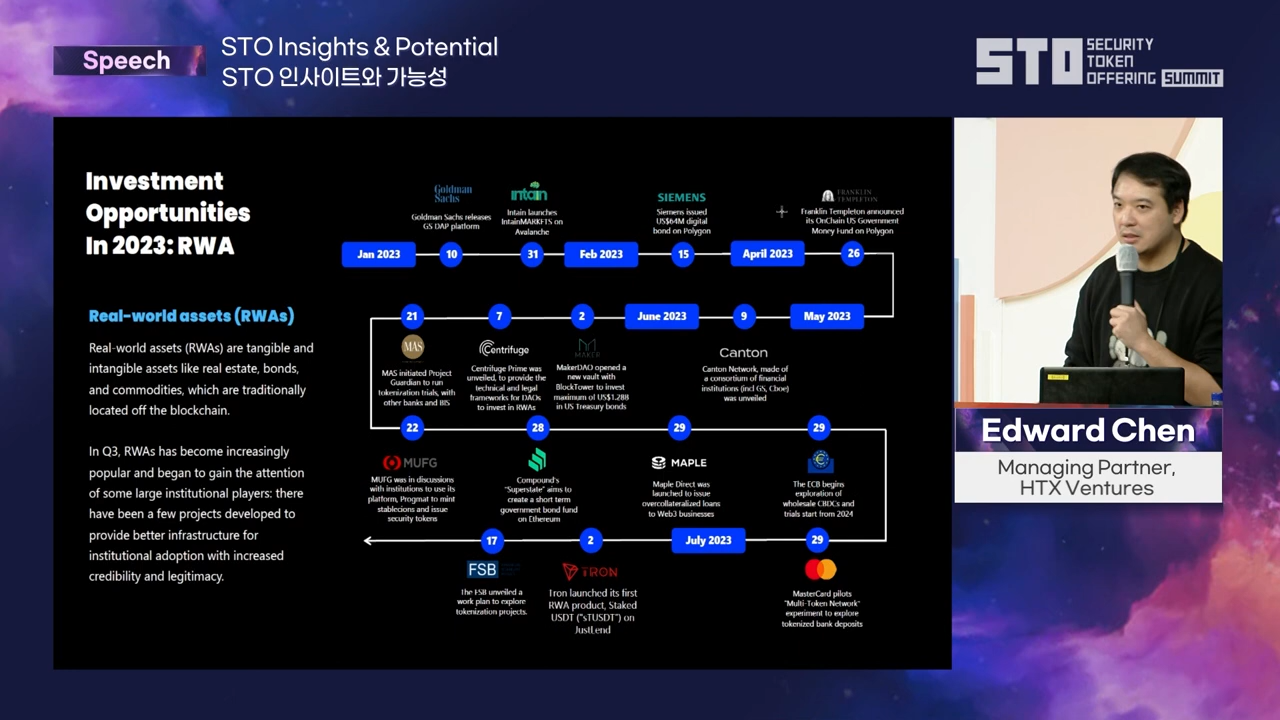 Speech
STO Insights & Potential
STO 인사이트와 가능성
STO SECURITY
TOKEN
OFFERING SUMMIT
Investment
Opportunities
In 2023: RWA
Real-world assets (RWAs)
Real-world assets (RWAs) are tangible and
intangible assets like real estate, bonds,
and commodities, which are traditionally
located off the blockchain.
In Q3, RWAs has become increasingly
popular and began to gain the attention
of some large institutional players: there
have been a few projects developed to
provide better infrastructure for
institutional adoption with increased
credibility and legitimacy.
Goldman
Sachs
Goldman Sachs releases
GS DAP platform
intain
Intain launches
IntainMARKETS on
Avalanche
SIEMENS
Siemens issued
US$64M digital
bond on Polygon
FRANKLIN
TEMPLETON
Franklin Templeton announced
its OnChain US Government
Money Fund on Polygon
Jan 2023
10
31
Feb 2023
15
April 2023
26
21
7
2
June 2023
9
May 2023
MAS
MAS initiated Project
Guardian to run
tokenization trials, with
other banks and BIS
Centrifuge
Centrifuge Prime was
unveiled, to provide the
technical and legal
frameworks for DAOs
to invest in RWAs
MAKER
MakerDAO opened a
new vault with
BlockTower to invest
maximum of US$1.28B
in US Treasury bonds
Canton
Canton Network, made of
a consortium of financial
institutions (incl GS, Cboe)
was unveiled
22
28
29
29
MUFG
MUFG was in discussions
with institutions to use its
platform, Progmat to mint
stablecions and issue
security tokens
Compound's
"Superstate" aims to
create a short term
government bond fund
on Ethereum
MAPLE
Maple Direct was
launched to issue
overcollateralized loans
to Web3 businesses
The ECB begins
exploration of
wholesale CBDCs and
trials start from 2024
17
2
July 2023
29
FSB
The FSB unveiled a
work plan to explore
tokenization projects.
TRON
Tron launched its first
RWA product, Staked
USDT ("stUSDT") on
JustLend
MasterCard pilots
"Multi-Token Network"
experiment to explore
tokenized bank deposits
Edward Chen
Managing Partner,
HTX Ventures